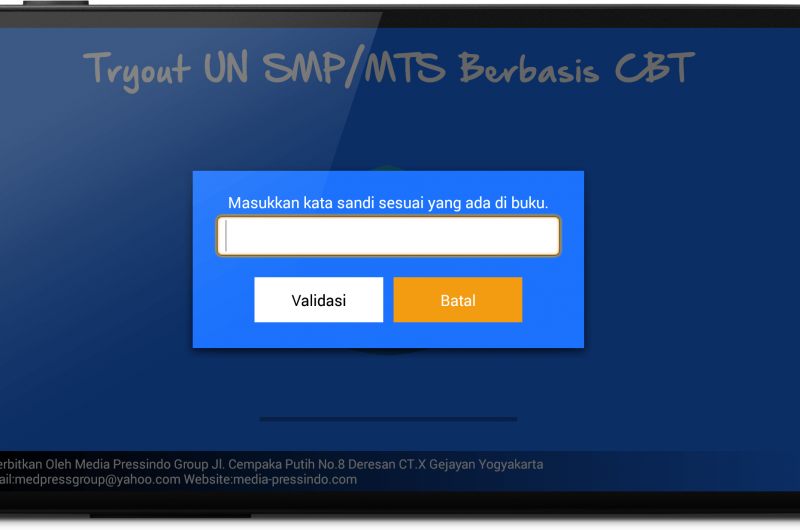 Tryout UN SMP/MTS Berbasis CBT
Masukkan kata sandi sesuai yang ada di buku.
Validasi
Batal
erbitkan Oleh Media Pressindo Group Jl. Cempaka Putih No.8 Deresan CT.X Gejayan Yogyakarta
ail:medpressgroup@yahoo.com Website:media-pressindo.com